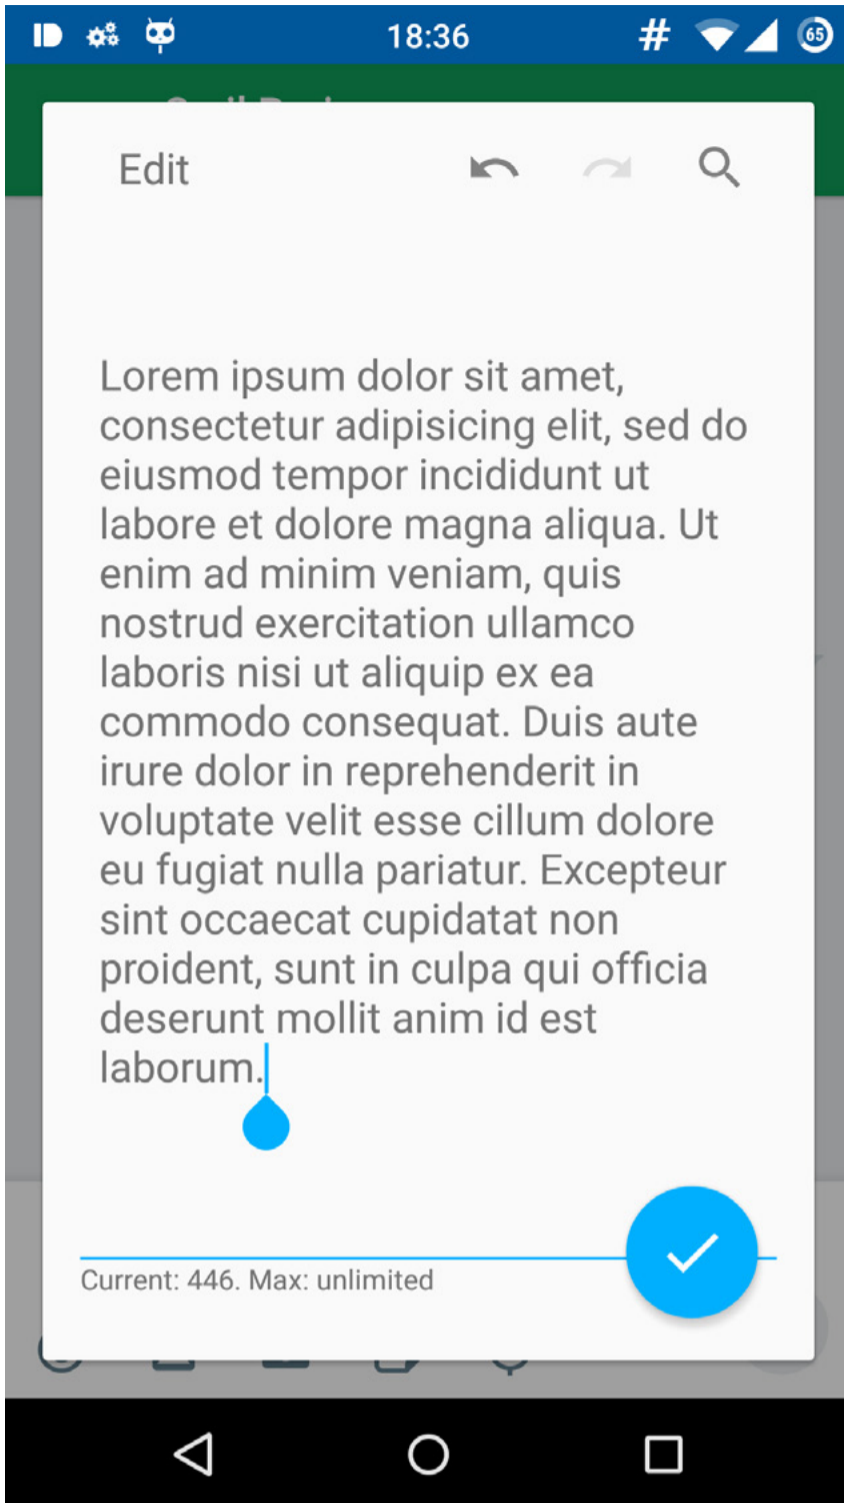 18:36
#
65
Edit
Lorem ipsum dolor sit amet,
consectetur adipisicing elit, sed do
eiusmod tempor incididunt ut
labore et dolore magna aliqua. Ut
enim ad minim veniam, quis
nostrud exercitation ullamco
laboris nisi ut aliquip ex ea
commodo consequat. Duis aute
irure dolor in reprehenderit in
voluptate velit esse cillum dolore
eu fugiat nulla pariatur. Excepteur
sint occaecat cupidatat non
proident, sunt in culpa qui officia
deserunt mollit anim id est
laborum.
Current: 446. Max: unlimited